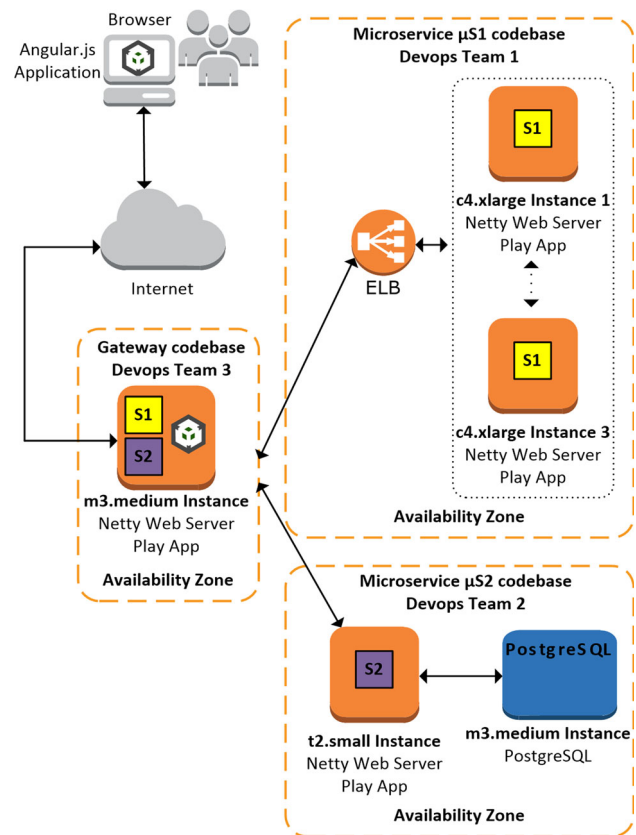 Browser
Angular.js
Application
Internet
Gateway codebase
Devops Team 3
S1
S2
m3.medium Instance
Netty Web Server
Play App
Availability Zone
Microservice µS1 codebase
Devops Team 1
S1
c4.xlarge Instance 1
Netty Web Server
Play App
ELB
S1
c4.xlarge Instance 3
Netty Web Server
Play App
Availability Zone
Microservice µS2 codebase
Devops Team 2
S2
t2.small Instance
Netty Web Server
Play App
PostgreSQL
m3.medium Instance
PostgreSQL
Availability Zone